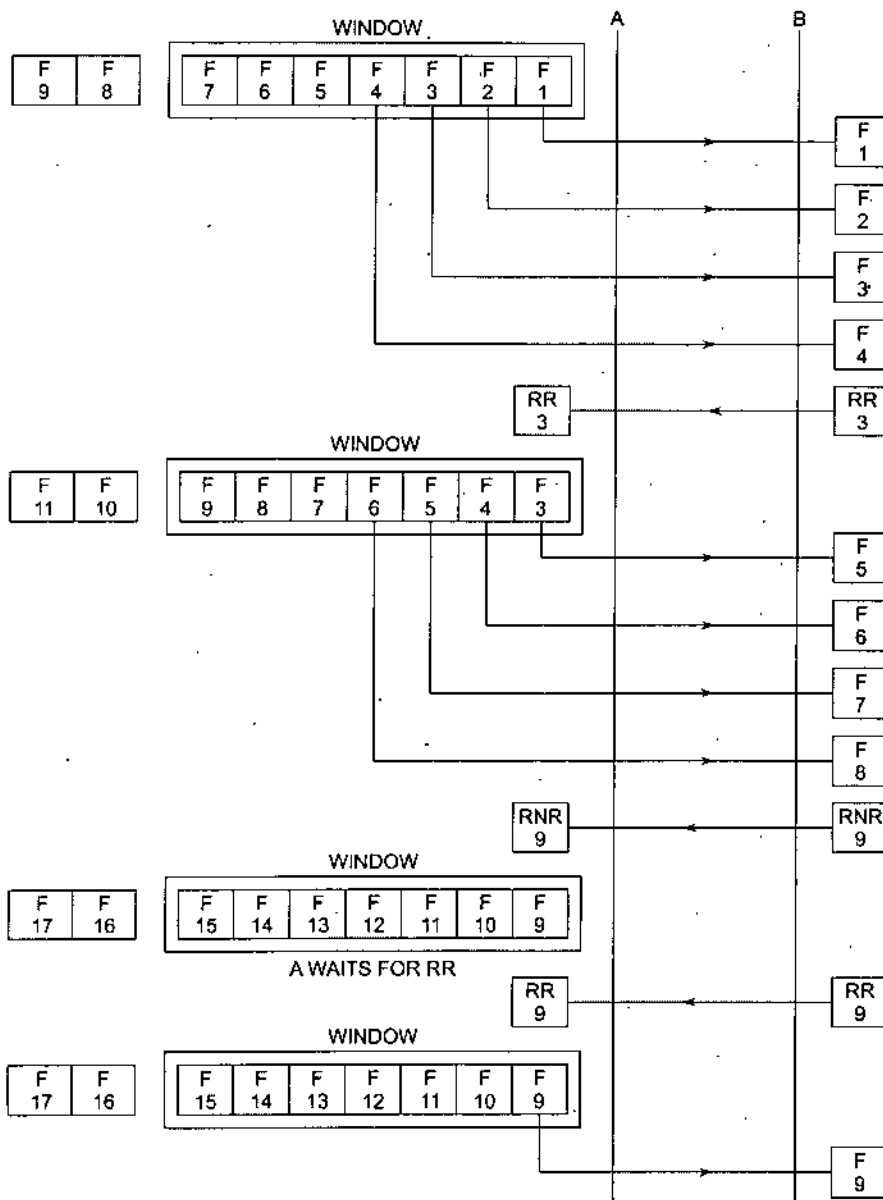 A B
WINDOW
F F F F F F F F F
9 8 7 6 5 4 3 2 1
F
1
F
2
F
3
F
4
RR RR
3 3
WINDOW
F F F F F F F F F
11 10 9 8 7 6 5 4 3
F
5
F
6
F
7
F
8
RNR RNR
9 9
WINDOW
F F F F F F F F F
17 16 15 14 13 12 11 10 9
A WAITS FOR RR
RR RR
9 9
WINDOW
F F F F F F F F F
17 16 15 14 13 12 11 10 9
F
9